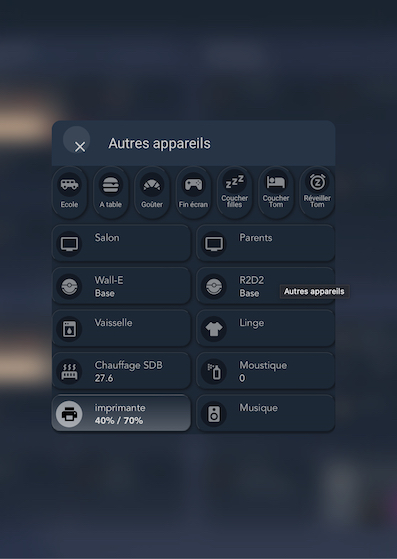 Autres appareils
Ecole
A table
Goûter
Fin écran
Coucher
filles
Coucher
Tom
Réveiller
Tom
Salon
Parents
Wall-E
Base
R2D2
Base
Autres appareils
Vaisselle
Linge
Chauffage SDB
27.6
Moustique
0
imprimante
40% / 70%
Musique